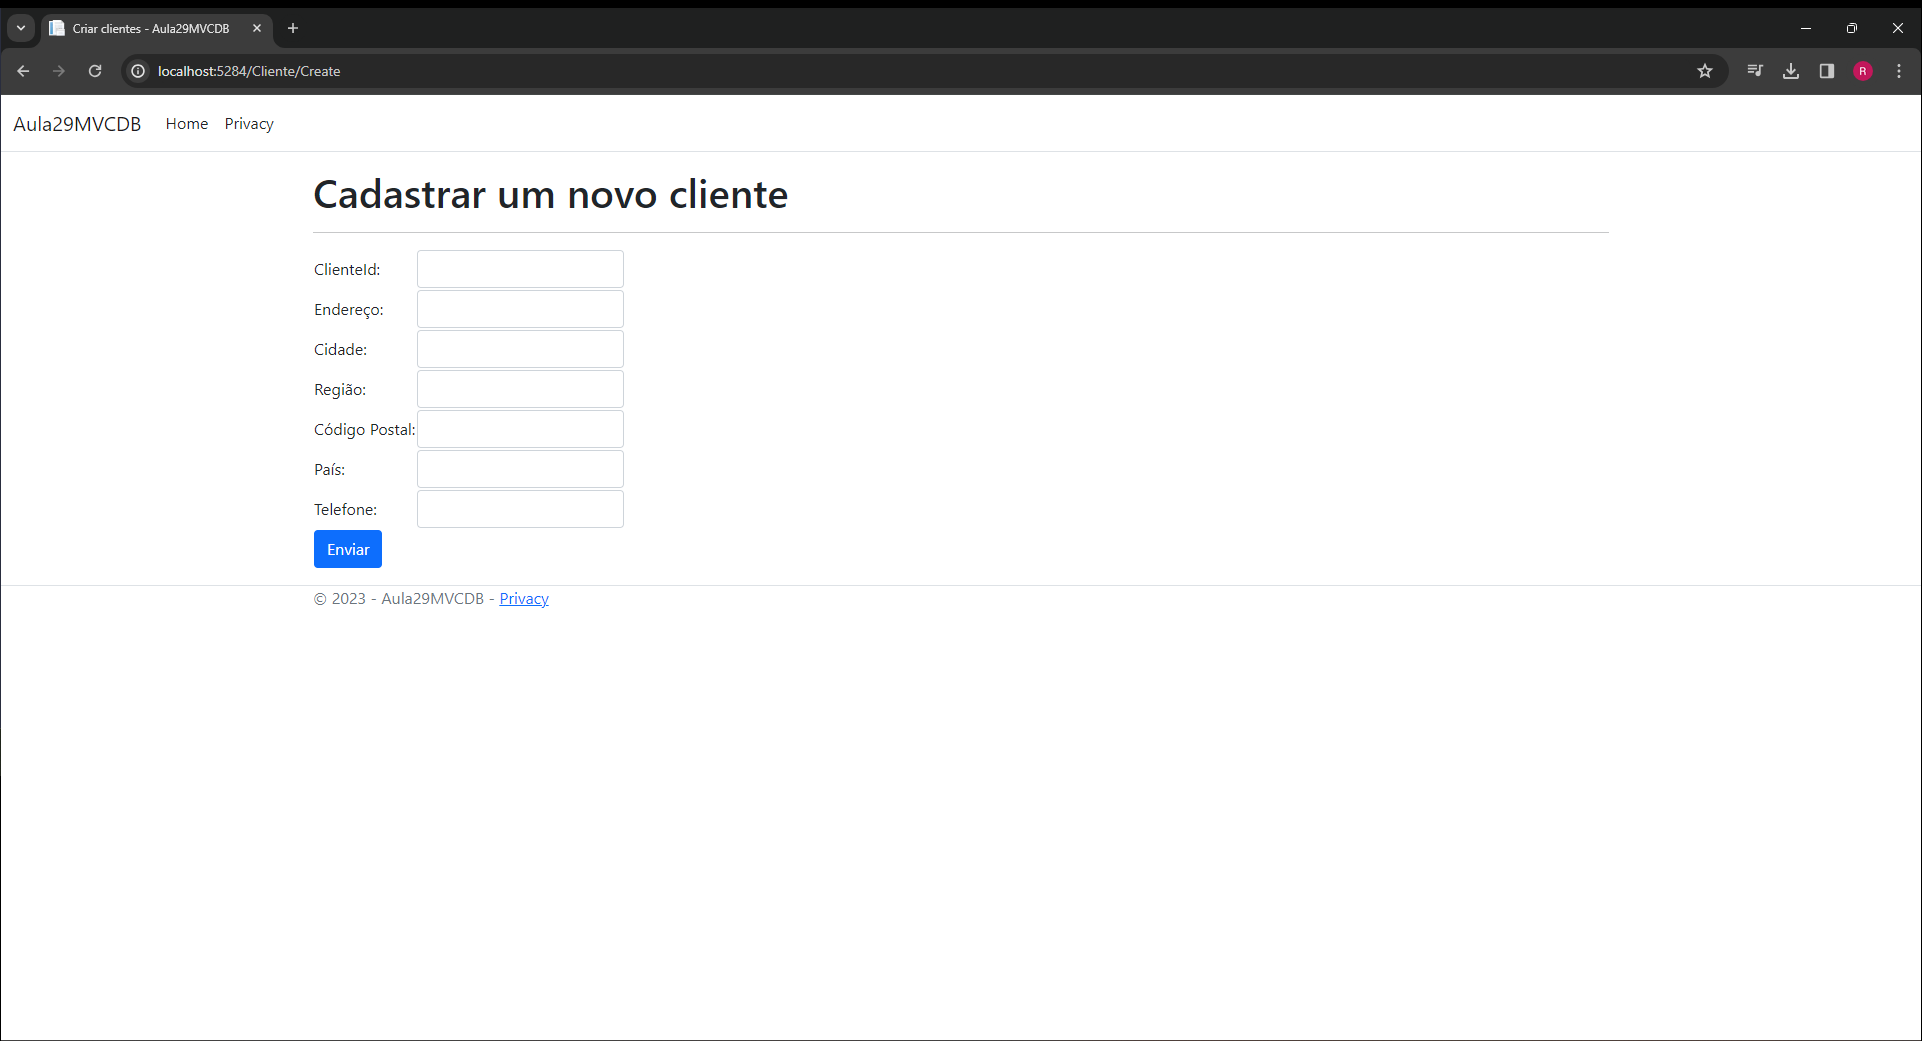 Criar clientes - Aula29MVCDB
localhost:5284/Cliente/Create
R
Aula29MVCDB Home Privacy
Cadastrar um novo cliente
ClienteId:
Endereço:
Cidade:
Região:
Código Postal:
País:
Telefone:
Enviar
© 2023 - Aula29MVCDB - Privacy